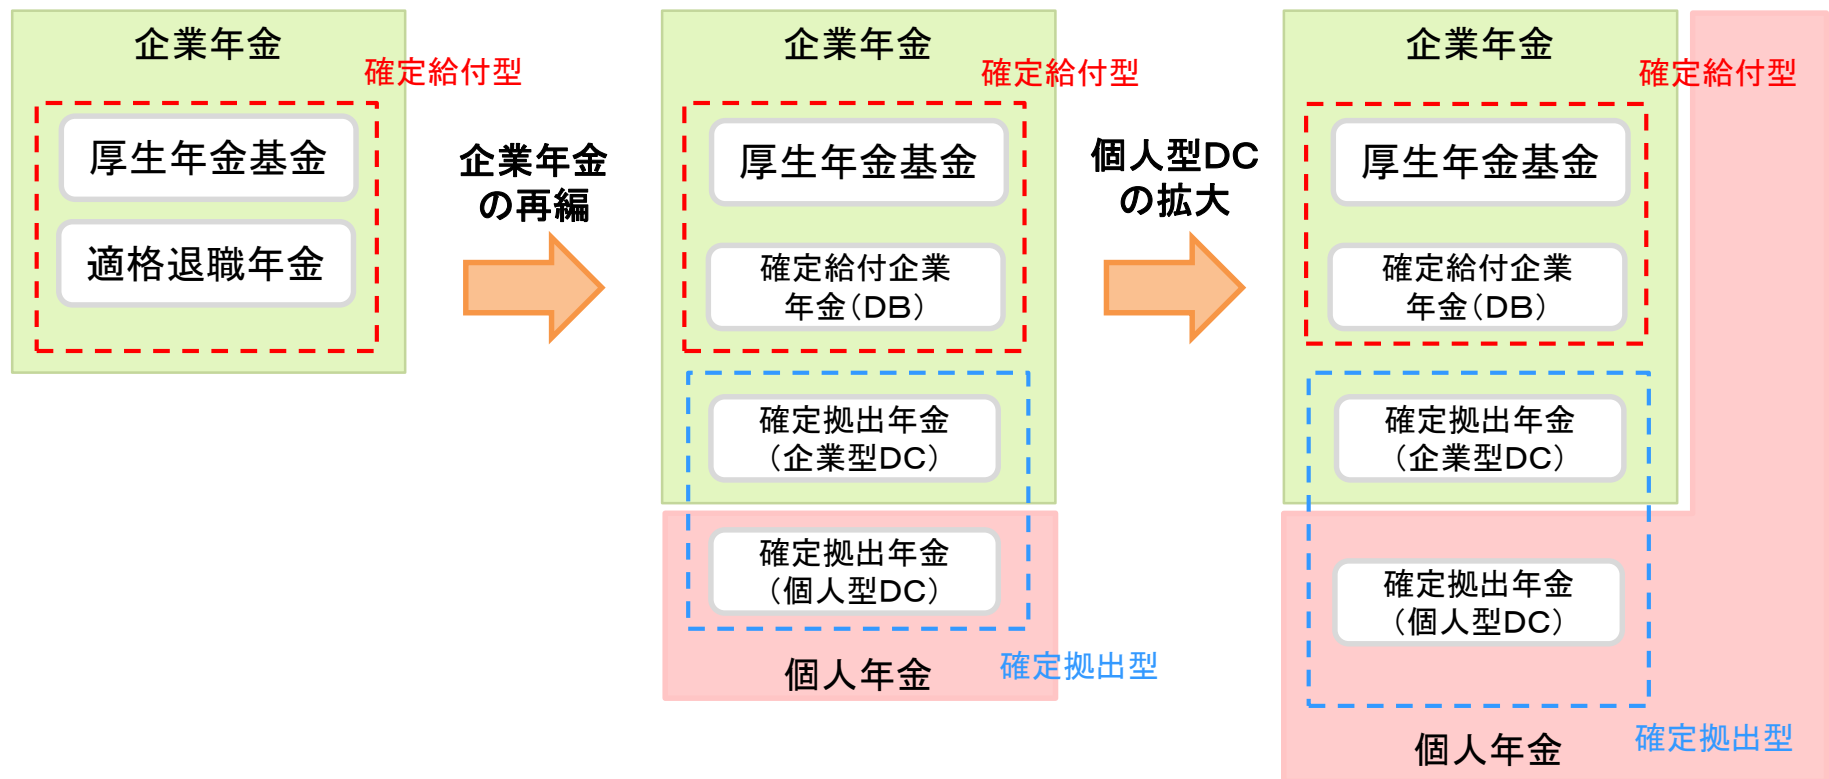 企業年金
確定給付型
厚生年金基金
適格退職年金
企業年金
の再編
企業年金
確定給付型
厚生年金基金
確定給付企業
年金（DB）
確定拠出年金
（企業型DC）
確定拠出年金
（個人型DC）
個人年金
確定拠出型
個人型DC
の拡大
企業年金
確定給付型
厚生年金基金
確定給付企業
年金（DB）
確定拠出年金
（企業型DC）
確定拠出年金
（個人型DC）
個人年金
確定拠出型